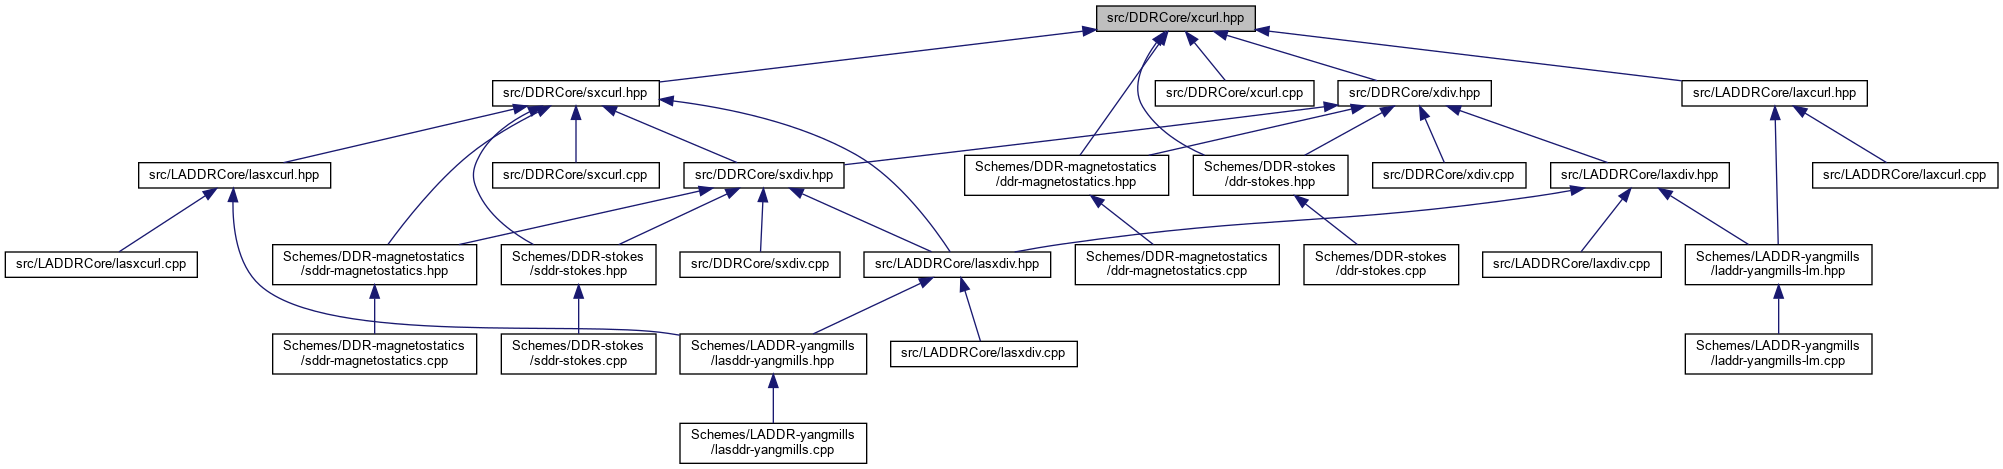 src/DDRCore/xcurl.hpp
src/DDRCore/sxcurl.hpp
src/DDRCore/xcurl.cpp
src/DDRCore/xdiv.hpp
src/LADDRCore/laxcurl.hpp
src/LADDRCore/lasxcurl.hpp
src/DDRCore/sxcurl.cpp
src/DDRCore/sxdiv.hpp
Schemes/DDR-magnetostatics
/ddr-magnetostatics.hpp
Schemes/DDR-stokes
/ddr-stokes.hpp
src/DDRCore/xdiv.cpp
src/LADDRCore/laxdiv.hpp
src/LADDRCore/laxcurl.cpp
src/LADDRCore/lasxcurl.cpp
Schemes/DDR-magnetostatics
/sddr-magnetostatics.hpp
Schemes/DDR-stokes
/sddr-stokes.hpp
src/DDRCore/sxdiv.cpp
src/LADDRCore/lasxdiv.hpp
Schemes/DDR-magnetostatics
/ddr-magnetostatics.cpp
Schemes/DDR-stokes
/ddr-stokes.cpp
src/LADDRCore/laxdiv.cpp
Schemes/LADDR-yangmills
/laddr-yangmills-lm.hpp
Schemes/DDR-magnetostatics
/sddr-magnetostatics.cpp
Schemes/DDR-stokes
/sddr-stokes.cpp
Schemes/LADDR-yangmills
/lasddr-yangmills.hpp
src/LADDRCore/lasxdiv.cpp
Schemes/LADDR-yangmills
/laddr-yangmills-lm.cpp
Schemes/LADDR-yangmills
/lasddr-yangmills.cpp